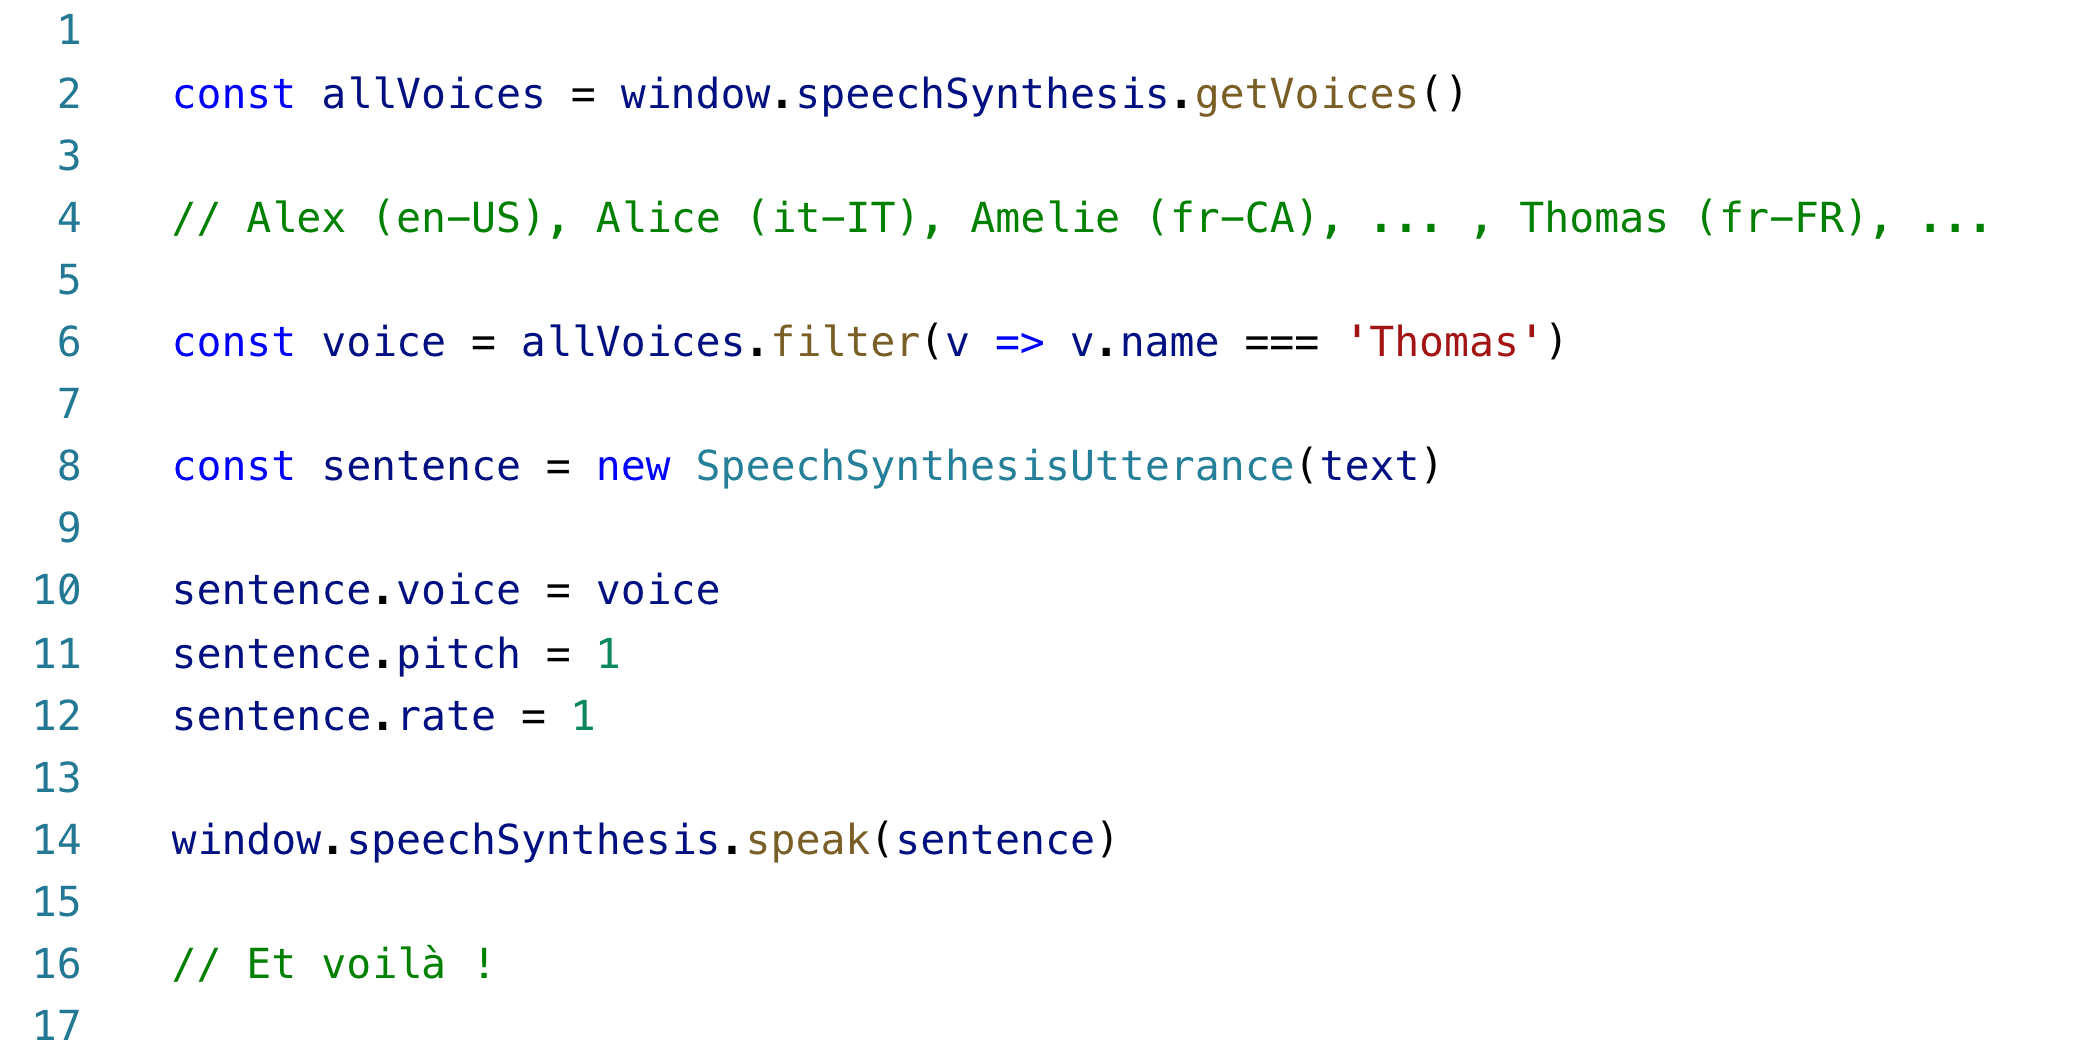 1
2 const allVoices = window.speechSynthesis.getVoices()
3
4 // Alex (en-US), Alice (it-IT), Amelie (fr-CA), ... , Thomas (fr-FR), ...
5
6 const voice = allVoices.filter(v => v.name === 'Thomas')
7
8 const sentence = new SpeechSynthesisUtterance(text)
9
10 sentence.voice = voice
11 sentence.pitch = 1
12 sentence.rate = 1
13
14 window.speechSynthesis.speak(sentence)
15
16 // Et voilà !
17